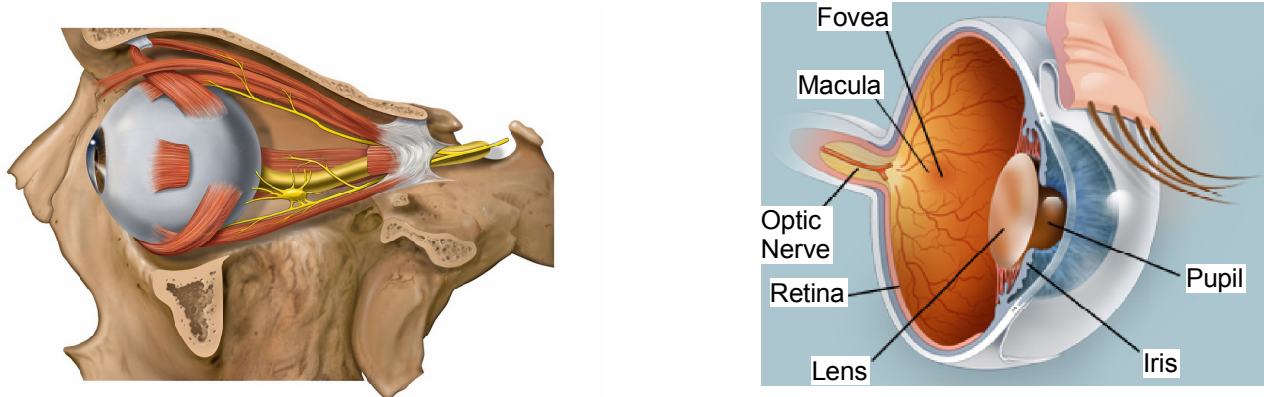 Fovea
Macula
Optic
Nerve
Retina
Pupil
Lens
Iris